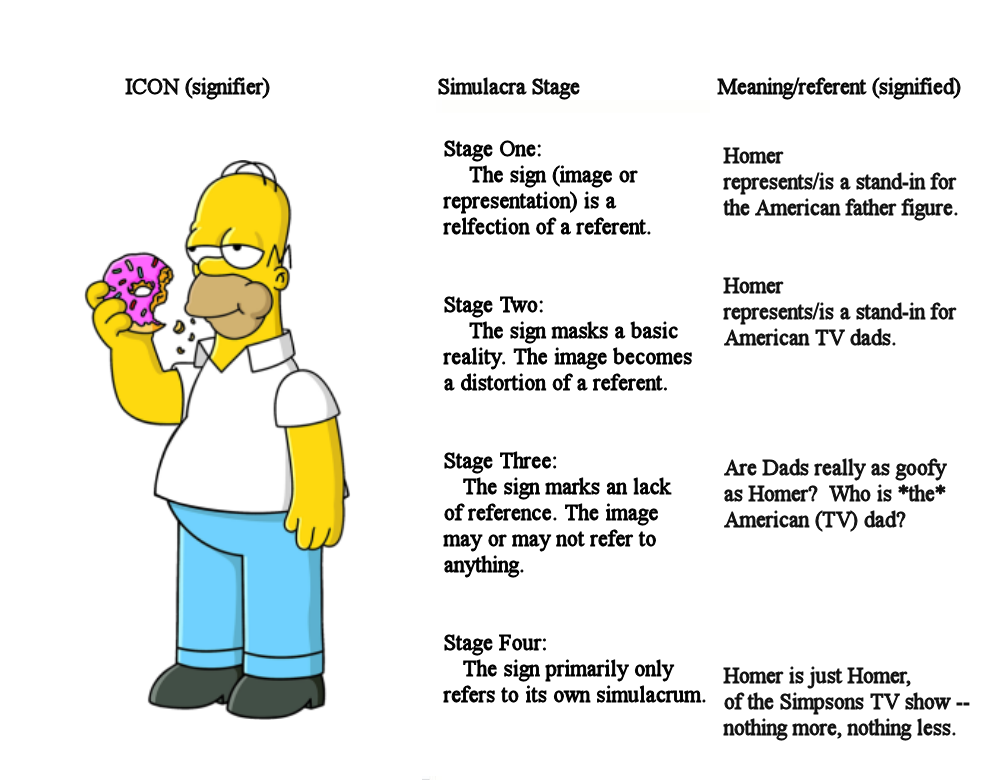 ICON (signifier)
Simulacra Stage
Meaning/referent (signified)
Stage One:
The sign (image or
representation) is a
relfection of a referent.
Homer
represents/is a stand-in for
the American father figure.
Stage Two:
The sign masks a basic
reality. The image becomes
a distortion of a referent.
Homer
represents/is a stand-in for
American TV dads.
Stage Three:
The sign marks an lack
of reference. The image
may or may not refer to
anything.
Are Dads really as goofy
as Homer? Who is *the*
American (TV) dad?
Stage Four:
The sign primarily only
refers to its own simulacrum.
Homer is just Homer,
of the Simpsons TV show --
nothing more, nothing less.